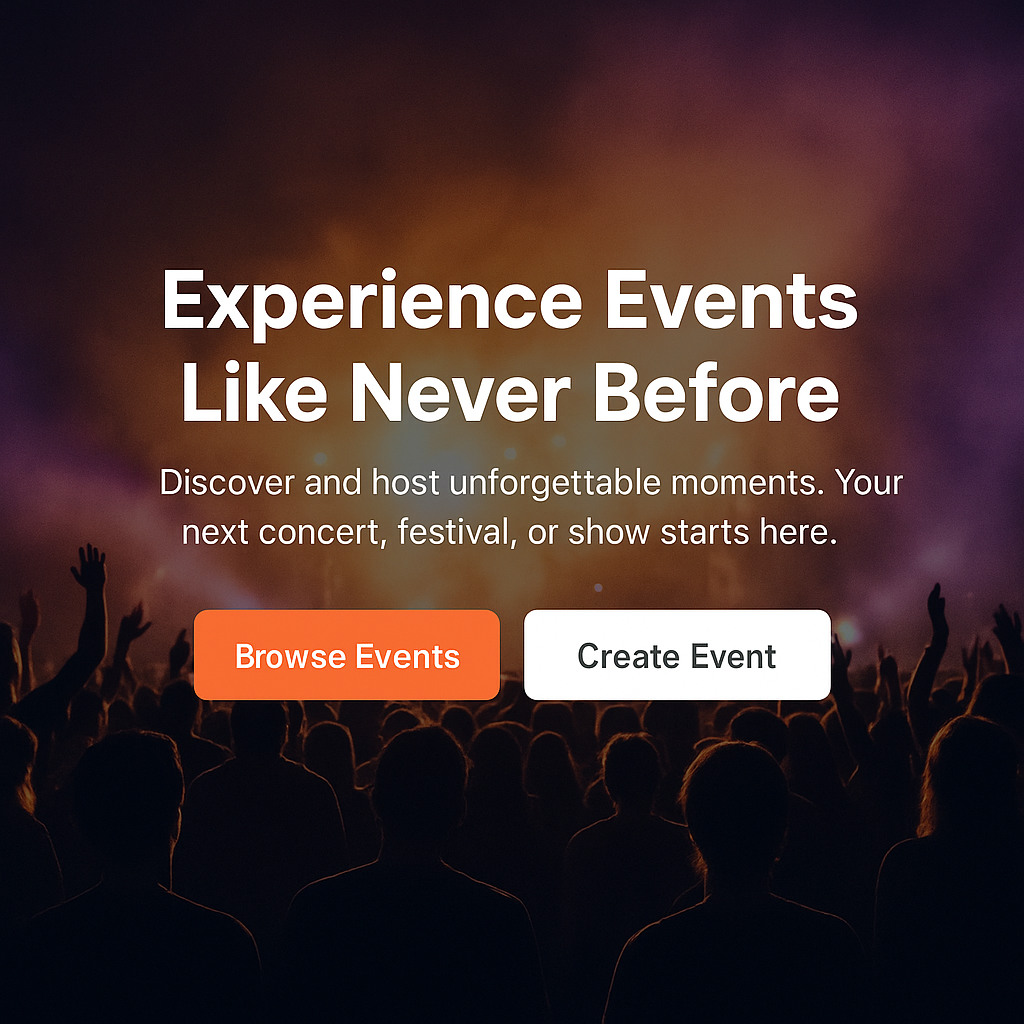 Experience Events
Like Never Before
Discover and host unforgettable moments. Your
next concert, festival, or show starts here.
Browse Events
Create Event